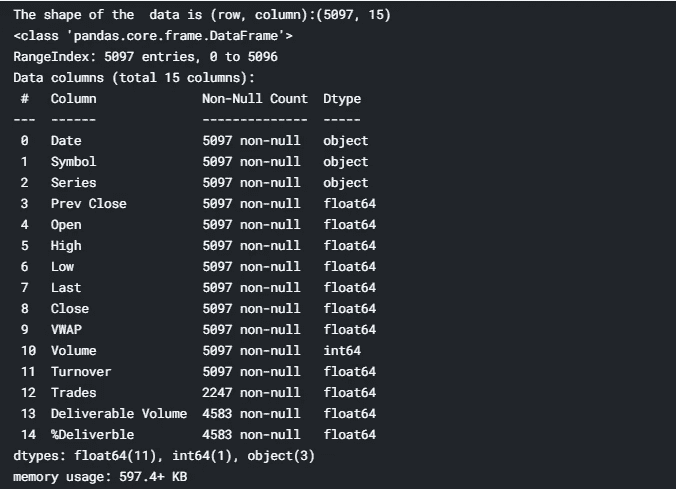 The shape of the  data is (row, column):(5097, 15)
<class 'pandas.core.frame.DataFrame'>
RangeIndex: 5097 entries, 0 to 5096
Data columns (total 15 columns):
 #   Column              Non-Null Count  Dtype
---  ------              --------------  -----
 0   Date                5097 non-null   object
 1   Symbol              5097 non-null   object
 2   Series              5097 non-null   object
 3   Prev Close          5097 non-null   float64
 4   Open                5097 non-null   float64
 5   High                5097 non-null   float64
 6   Low                 5097 non-null   float64
 7   Last                5097 non-null   float64
 8   Close               5097 non-null   float64
 9   VWAP                5097 non-null   float64
 10  Volume              5097 non-null   int64
 11  Turnover            5097 non-null   float64
 12  Trades              2247 non-null   float64
 13  Deliverable Volume  4583 non-null   float64
 14  %Deliverble         4583 non-null   float64
dtypes: float64(11), int64(1), object(3)
memory usage: 597.4+ KB